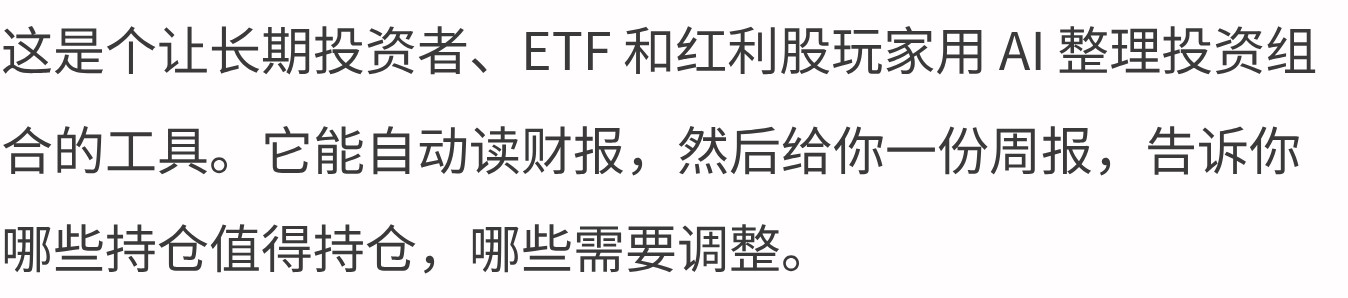 这是个让长期投资者、ETF 和红利股玩家用 AI 整理投资组
合的工具。它能自动读财报，然后给你一份周报，告诉你
哪些持仓值得持仓，哪些需要调整。